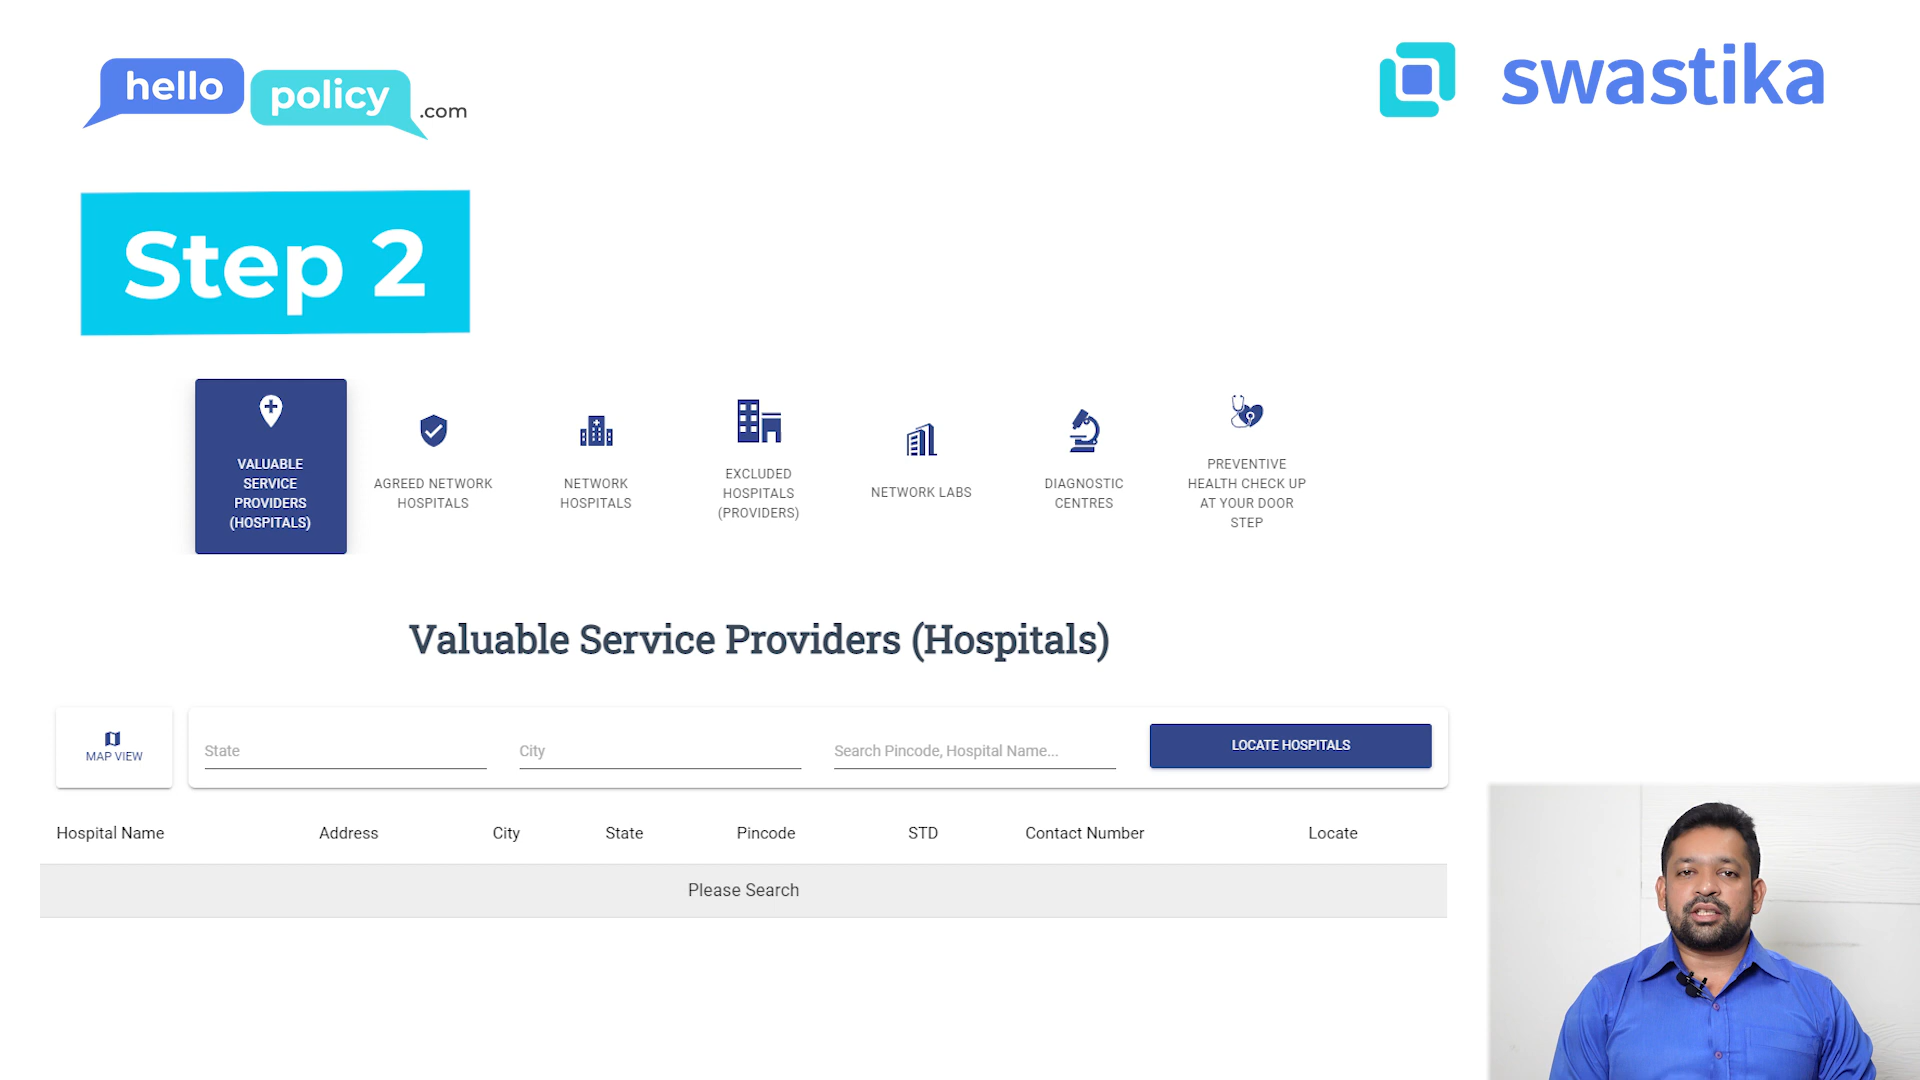 hello policy .com
swastika
Step 2
VALUABLE
SERVICE
PROVIDERS
(HOSPITALS)
AGREED NETWORK
HOSPITALS
NETWORK
HOSPITALS
EXCLUDED
HOSPITALS
(PROVIDERS)
NETWORK LABS
DIAGNOSTIC
CENTRES
PREVENTIVE
HEALTH CHECK UP
AT YOUR DOOR
STEP
Valuable Service Providers (Hospitals)
MAP VIEW
State
City
Search Pincode, Hospital Name...
LOCATE HOSPITALS
Hospital Name Address City State Pincode STD Contact Number Locate
Please Search